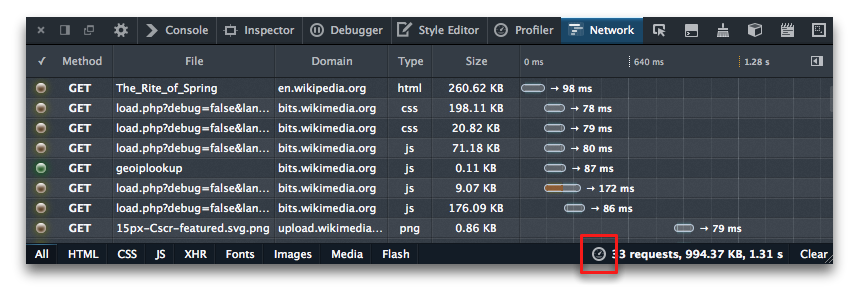 Console Inspector Debugger Style Editor Profiler Network
✓ Method File Domain Type Size 0 ms 640 ms 1.28 s
GET The_Rite_of_Spring en.wikipedia.org html 260.62 KB → 98 ms
GET load.php?debug=false&lan... bits.wikimedia.org css 198.11 KB → 78 ms
GET load.php?debug=false&lan... bits.wikimedia.org css 20.82 KB → 79 ms
GET load.php?debug=false&lan... bits.wikimedia.org js 71.18 KB → 80 ms
GET geoiplookup bits.wikimedia.org js 0.11 KB → 87 ms
GET load.php?debug=false&lan... bits.wikimedia.org js 9.07 KB → 172 ms
GET load.php?debug=false&lan... bits.wikimedia.org js 176.09 KB → 86 ms
GET 15px-Cscr-featured.svg.png upload.wikimedia... png 0.86 KB → 79 ms
All HTML CSS JS XHR Fonts Images Media Flash 33 requests, 994.37 KB, 1.31 s Clear